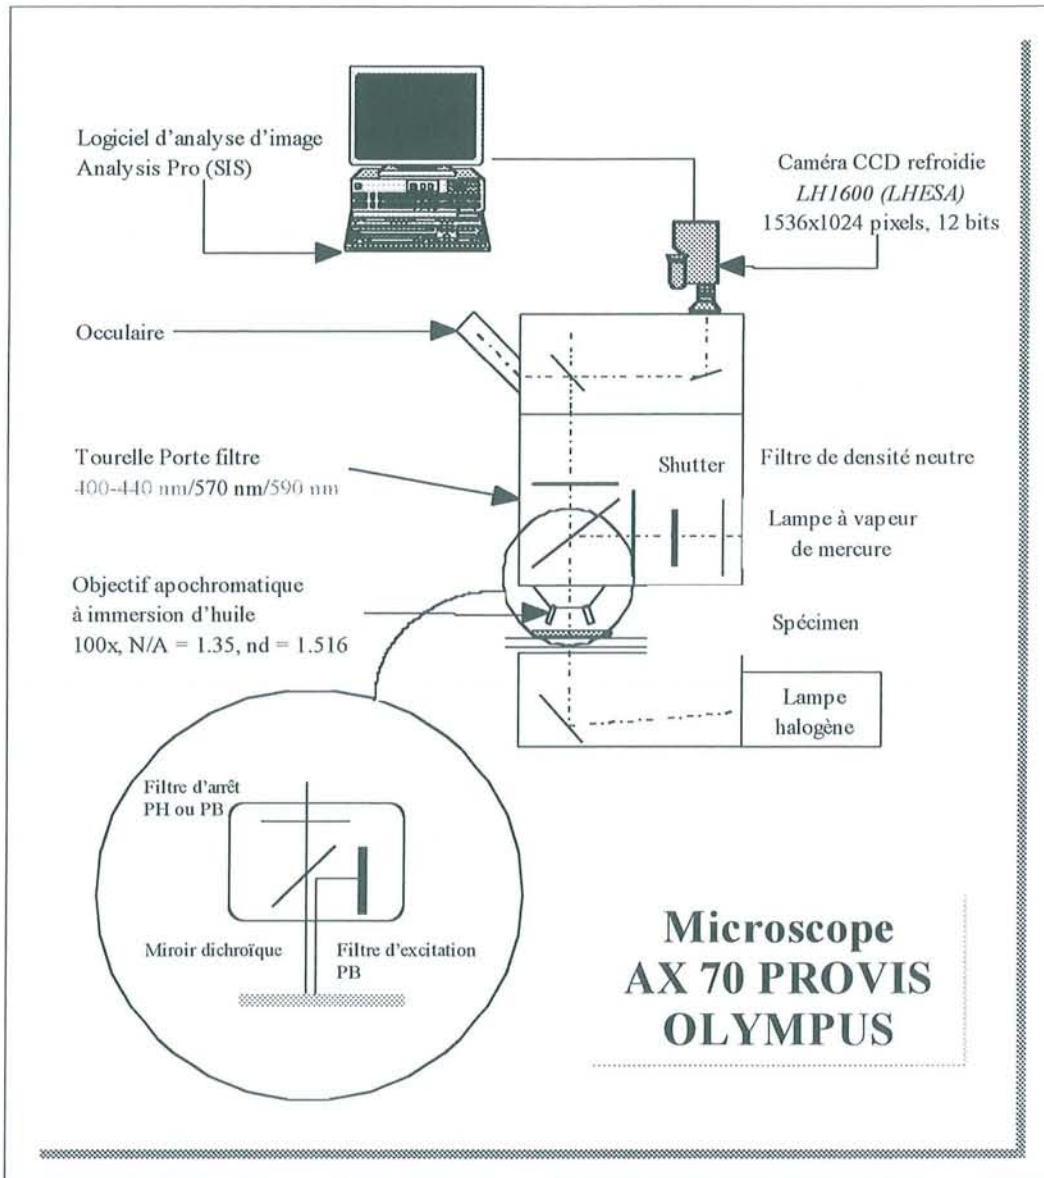 Logiciel d'analyse d'image
Analysis Pro (SIS)
Caméra CCD refroidie
LH1600 (LHESA)
1536x1024 pixels, 12 bits
Occulaire
Tourelle Porte filtre
400-440 nm/570 nm/590 nm
Shutter
Filtre de densité neutre
Lampe à vapeur
de mercure
Objectif apochromatique
à immersion d'huile
100x, N/A = 1.35, nd = 1.516
Spécimen
Lampe
halogène
Filtre d'arrêt
PH ou PB
Miroir dichroïque
Filtre d'excitation
PB
Microscope
AX 70 PROVIS
OLYMPUS